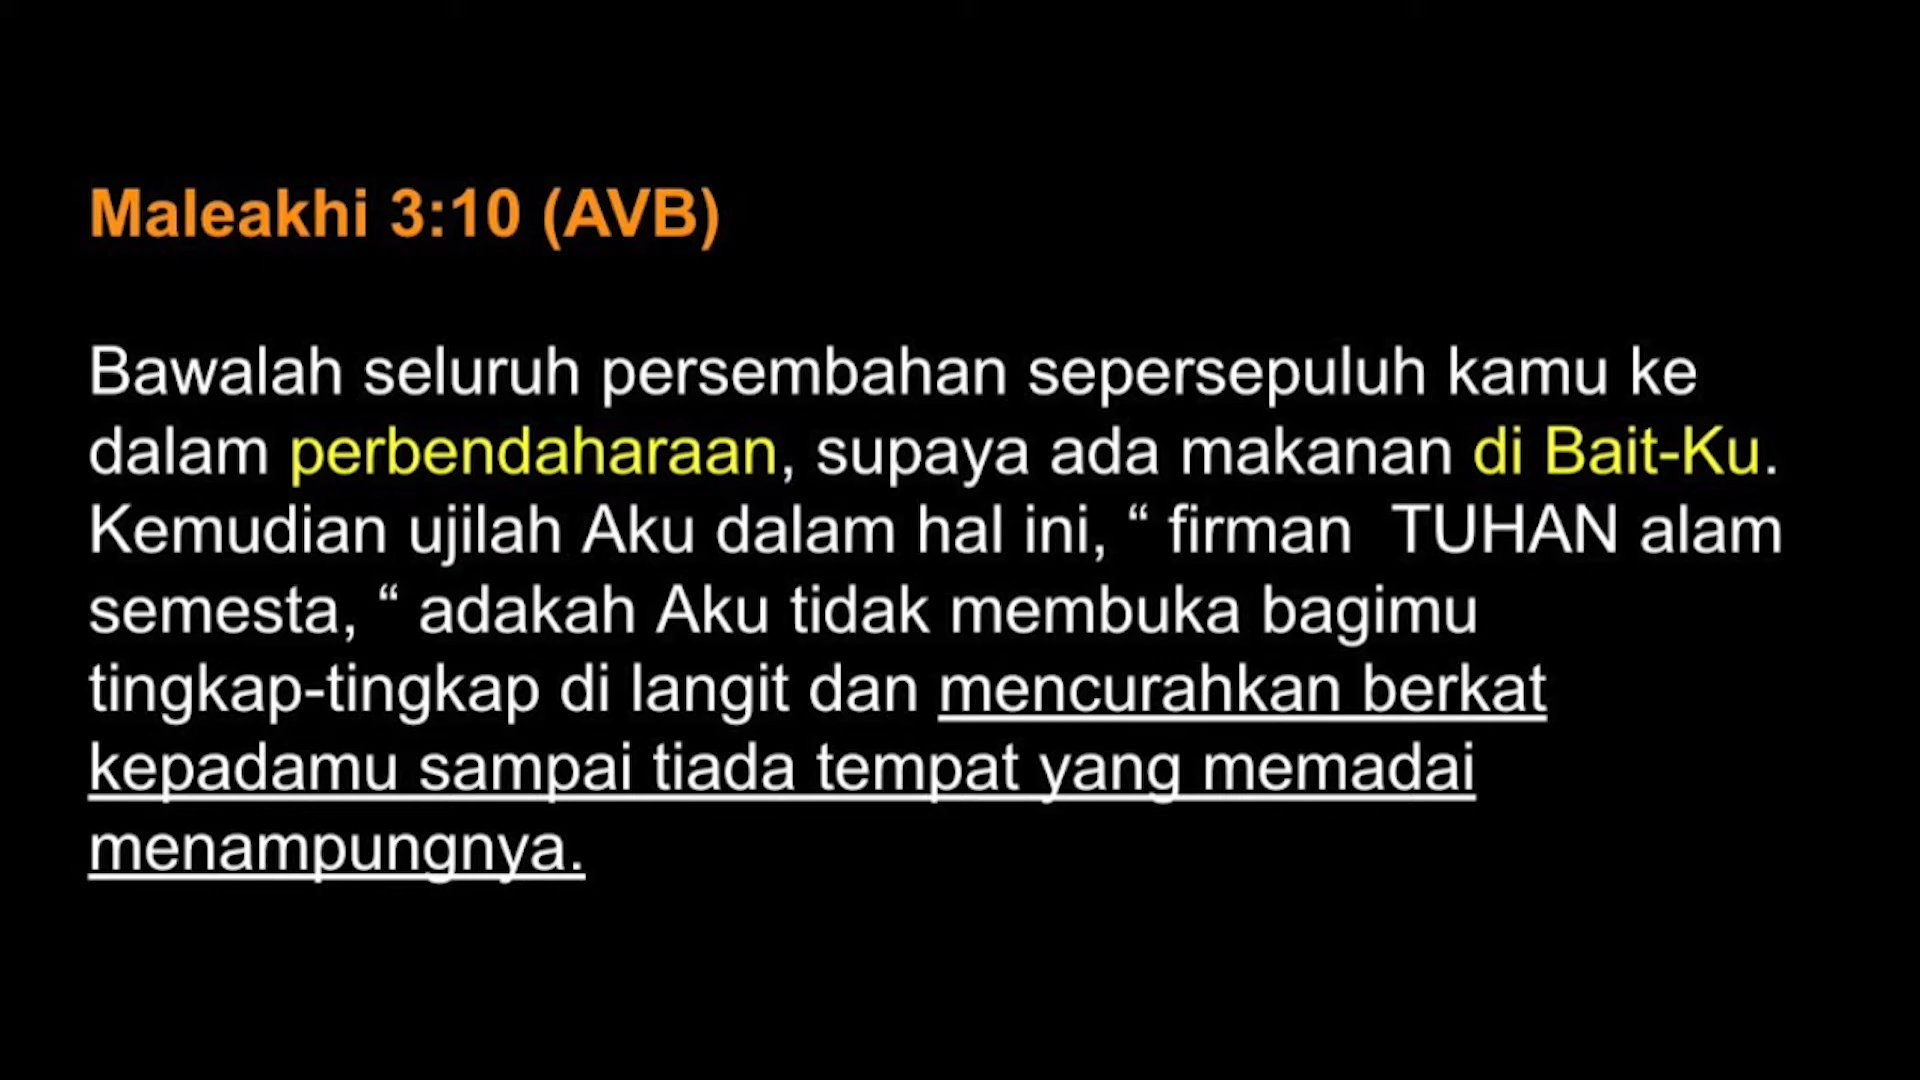 Maleakhi 3:10 (AVB)
Bawalah seluruh persembahan sepersepuluh kamu ke
dalam perbendaharaan, supaya ada makanan di Bait-Ku.
Kemudian ujilah Aku dalam hal ini, “ firman  TUHAN alam
semesta, “ adakah Aku tidak membuka bagimu
tingkap-tingkap di langit dan mencurahkan berkat
kepadamu sampai tiada tempat yang memadai
menampungnya.